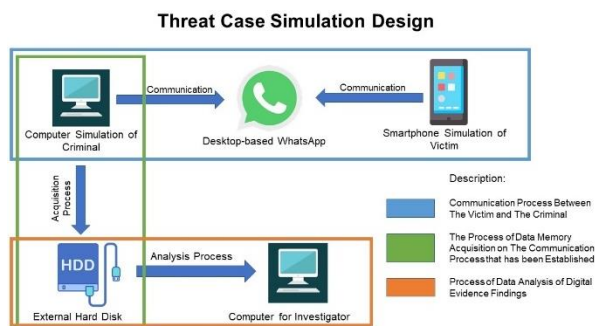 Threat Case Simulation Design
Communication
Communication
Computer Simulation of
Criminal
Desktop-based WhatsApp
Smartphone Simulation of
Victim
Acquisition
Process
Description:
Communication Process Between
The Victim and The Criminal
The Process of Data Memory
Acquisition on The Communication
Process that has been Established
Process of Data Analysis of Digital
Evidence Findings
HDD
Analysis Process
External Hard Disk
Computer for Investigator